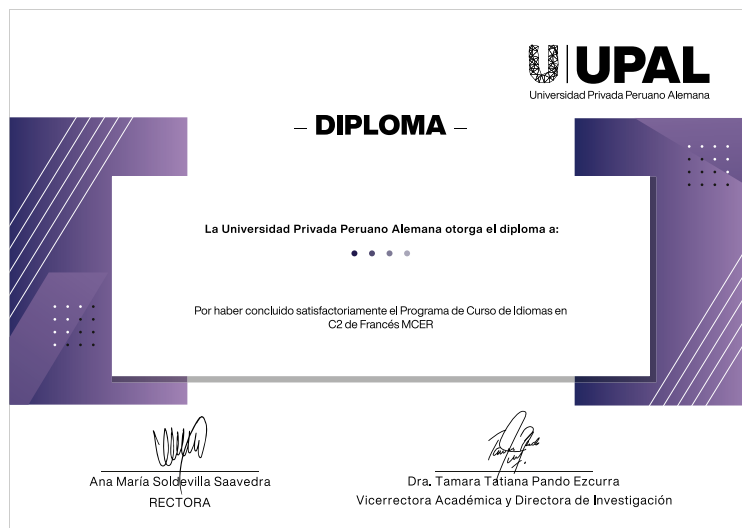 UPAL
Universidad Privada Peruano Alemana
– DIPLOMA –
La Universidad Privada Peruano Alemana otorga el diploma a:
Por haber concluido satisfactoriamente el Programa de Curso de Idiomas en
C2 de Francés MCER
Ana María Soldevilla Saavedra
RECTORA
Dra. Tamara Tatiana Pando Ezcurra
Vicerrectora Académica y Directora de Investigación